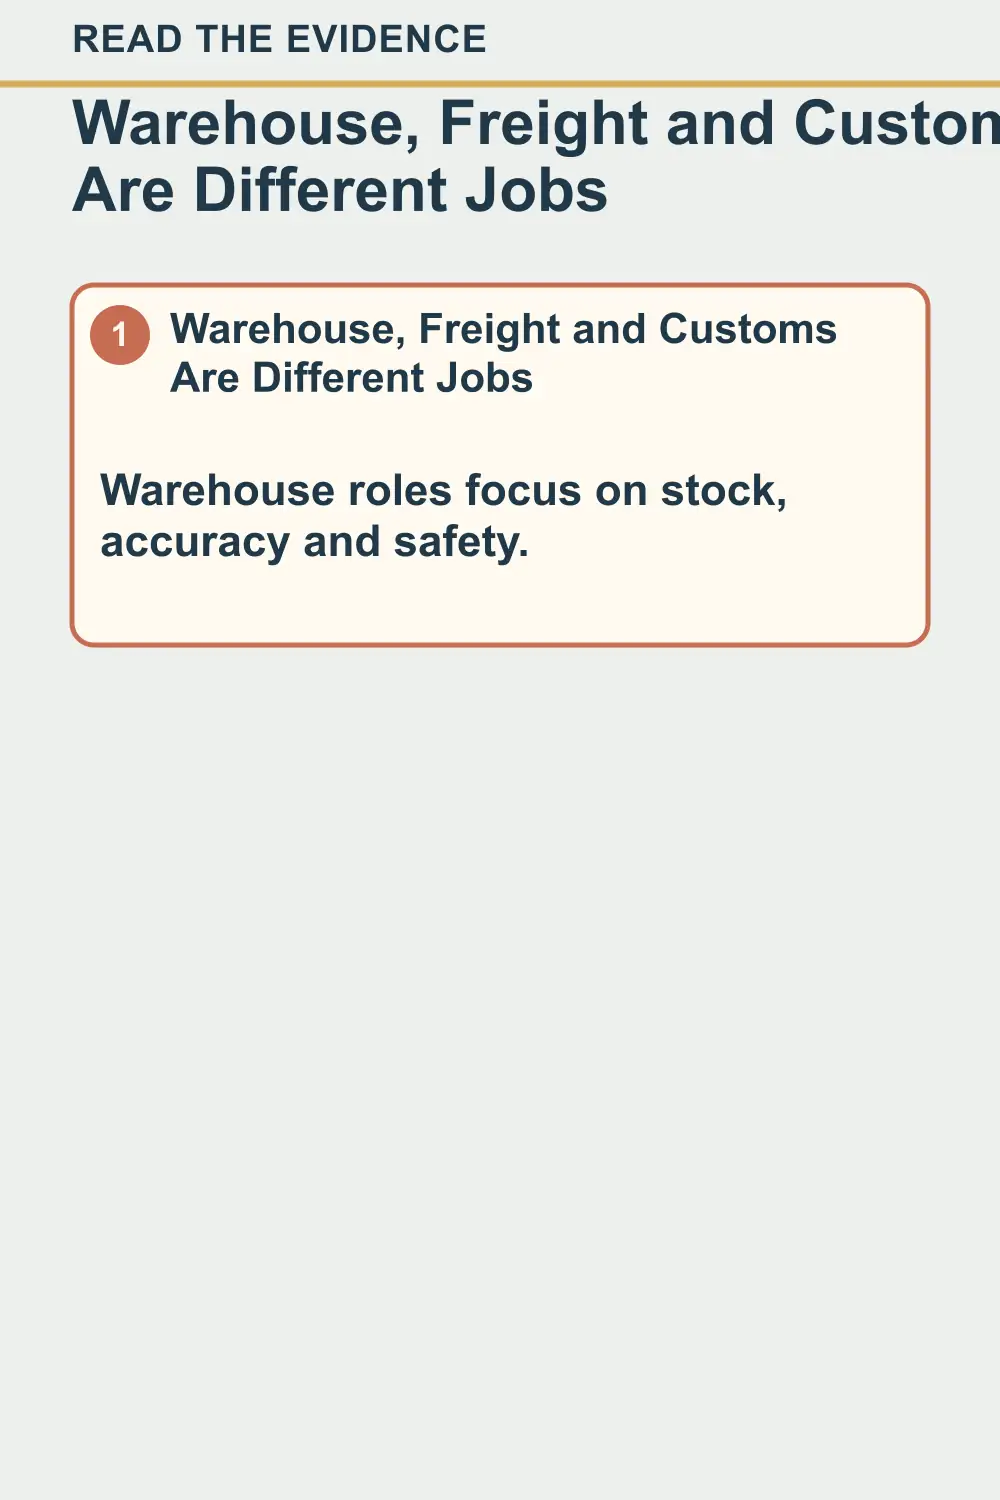 READ THE EVIDENCE
Warehouse, Freight and Custom
Are Different Jobs
1
Warehouse, Freight and Customs
Are Different Jobs
Warehouse roles focus on stock,
accuracy and safety.